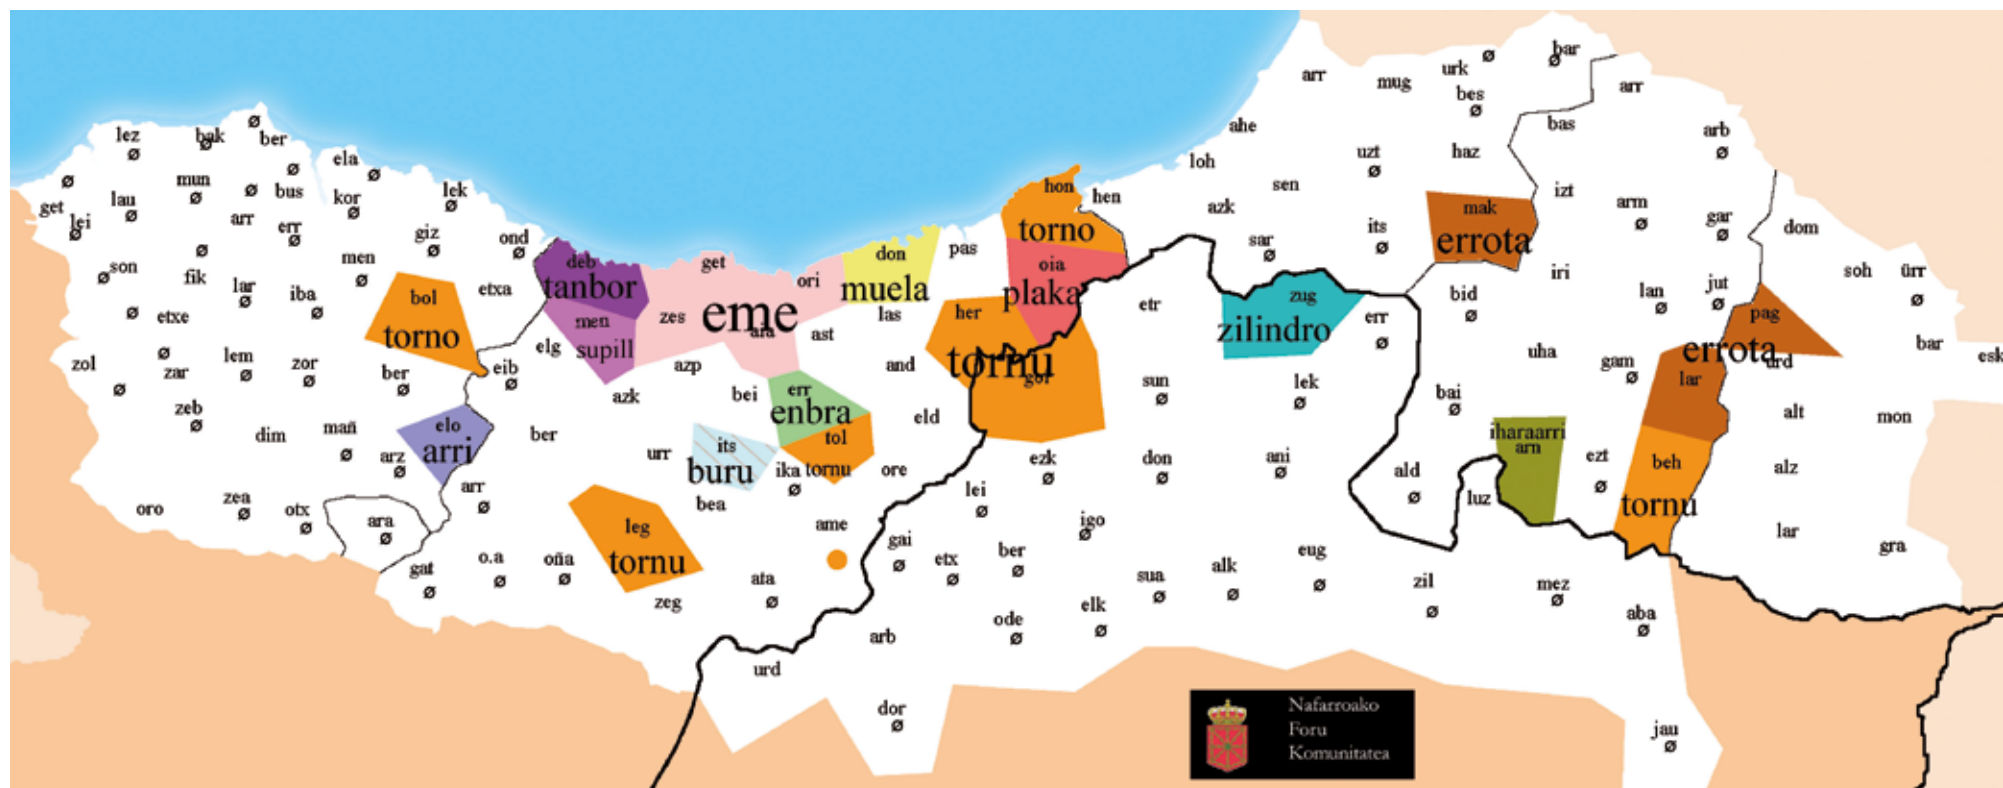 bar
urk
arr
mug
arr
bes
bas
ahe
arb
lez
bak
ber
uzt
haz
loh
ela
mun
bus
lek
hon
hen
sen
izt
lau
kor
azk
mak
arm
gar
get
lei
arr
err
giz
ond
torno
its
errota
dom
sar
son
fik
men
deb
get
don
pas
oia
iri
soh
ürr
lar
iba
bol
etxa
tanbor
ori
muela
plaka
etr
zug
bid
lan
jut
etxe
torno
men
zes
eme
ara
ast
las
her
zilindro
err
pag
zol
zar
lem
zor
ber
eib
elg
supill
azp
and
tornu
gor
uha
gam
errota
urd
bar
esk
zeb
azk
bei
err
enbra
sun
lek
bai
lar
dim
mañ
elo
arri
ber
eld
alt
mon
arz
urr
its
buru
tol
iharaarri
arn
ika
tornu
ore
ezk
don
ani
ald
ezt
beh
alz
oro
zea
otx
ara
arr
bea
lei
luz
tornu
leg
tornu
ame
gai
igo
lar
gra
gat
o.a
oña
ata
etx
ber
sua
alk
eug
zil
mez
zeg
arb
ode
elk
aba
urd
dor
jau
Nafarroako
Foru
Komunitatea